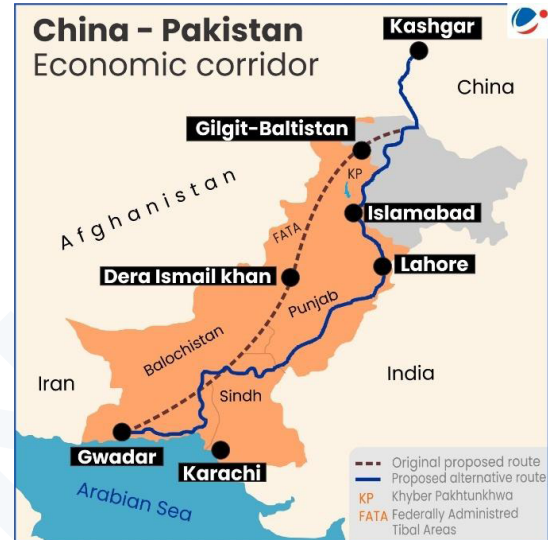 China - Pakistan
Economic corridor
Kashgar
China
Gilgit-Baltistan
KP
Afghanistan
Islamabad
FATA
Lahore
Dera Ismail khan
Punjab
Balochistan
Iran
India
Sindh
Gwadar
Karachi
Arabian Sea
Original proposed route
Proposed alternative route
KP Khyber Pakhtunkhwa
FATA Federally Administred
Tibal Areas